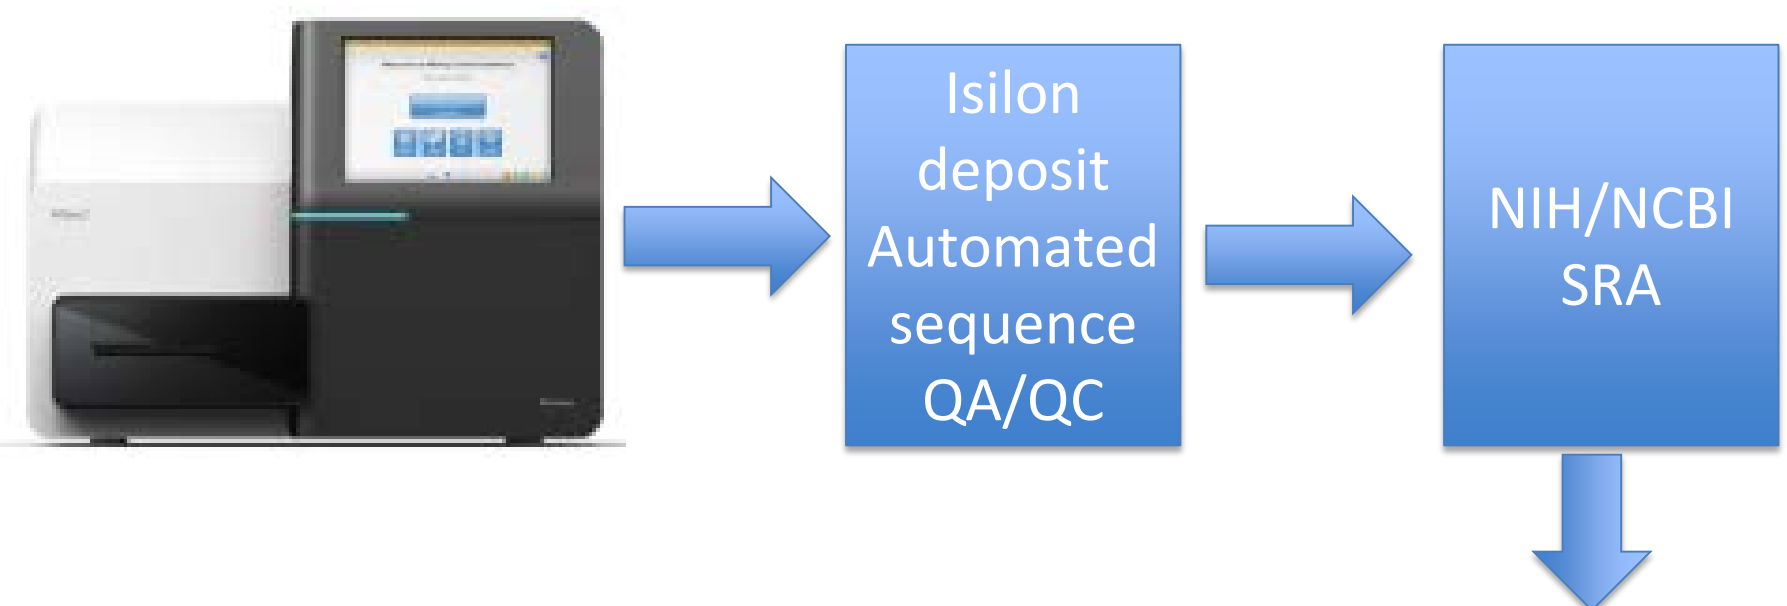 Isilon
deposit
Automated
sequence
QA/QC
NIH/NCBI
SRA